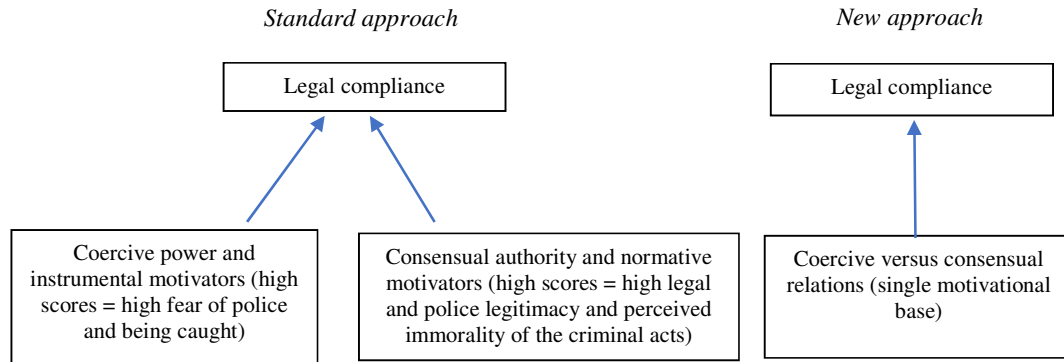 Standard approach
New approach
Legal compliance
Legal compliance
Coercive power and
instrumental motivators (high
scores = high fear of police
and being caught)
Consensual authority and normative
motivators (high scores = high legal
and police legitimacy and perceived
immorality of the criminal acts)
Coercive versus consensual
relations (single motivational
base)